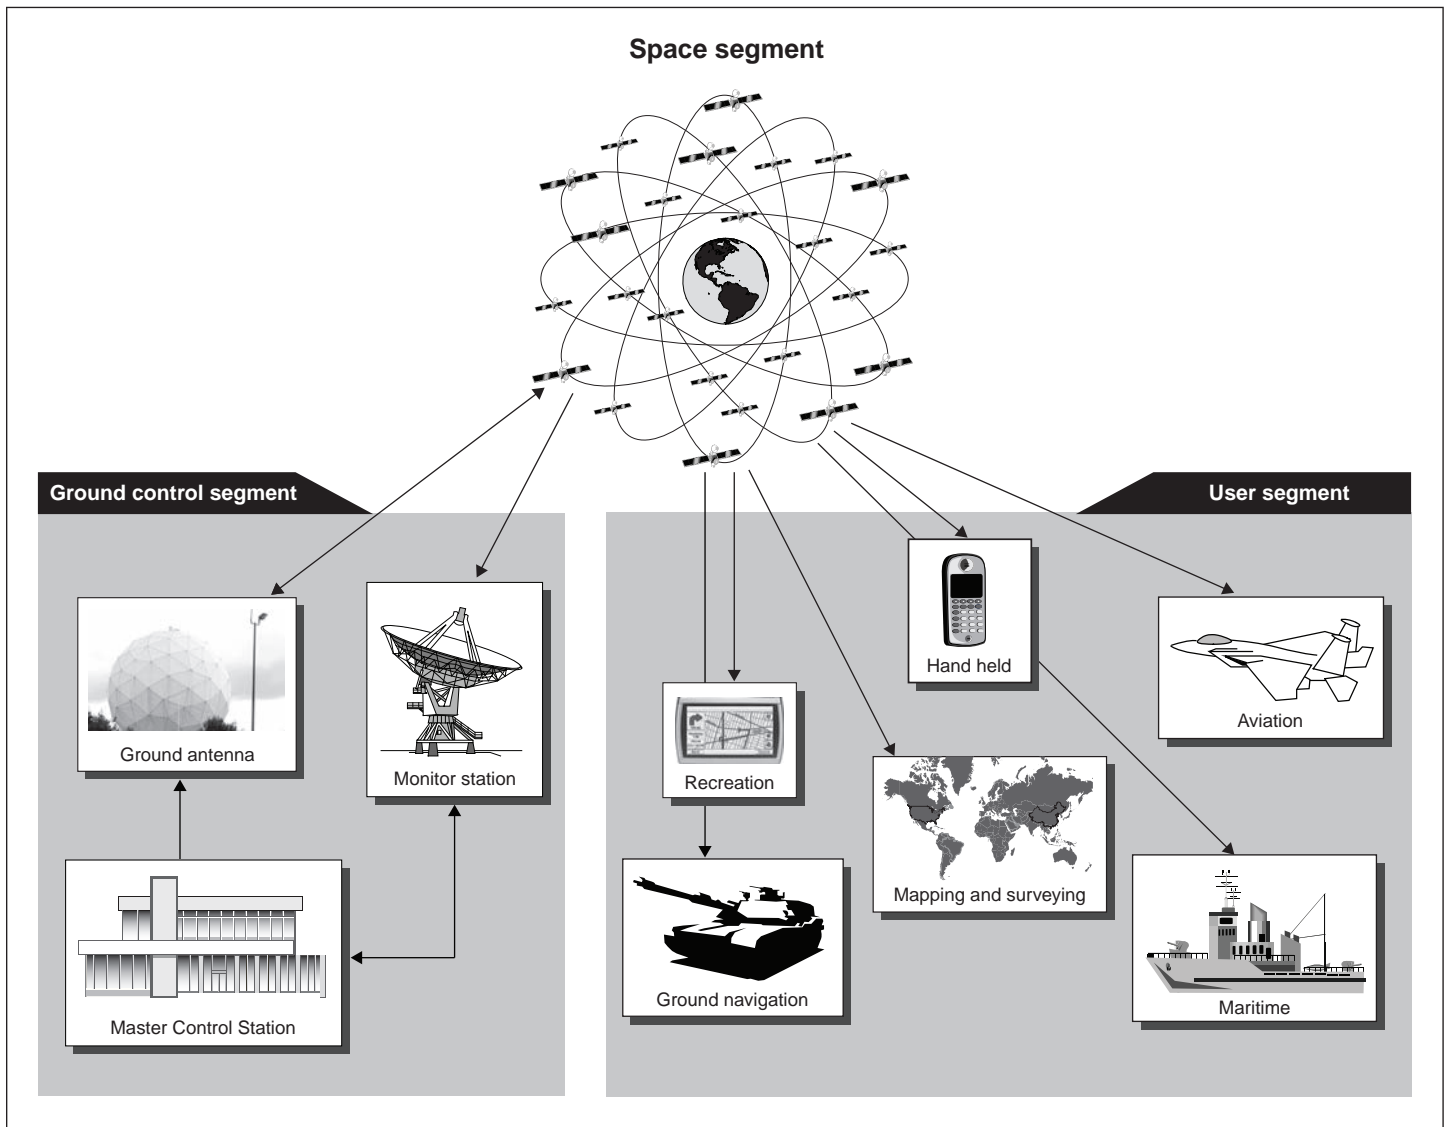 Space segment
Ground control segment
User segment
Ground antenna
Monitor station
Master Control Station
Recreation
Ground navigation
Mapping and surveying
Hand held
Aviation
Maritime